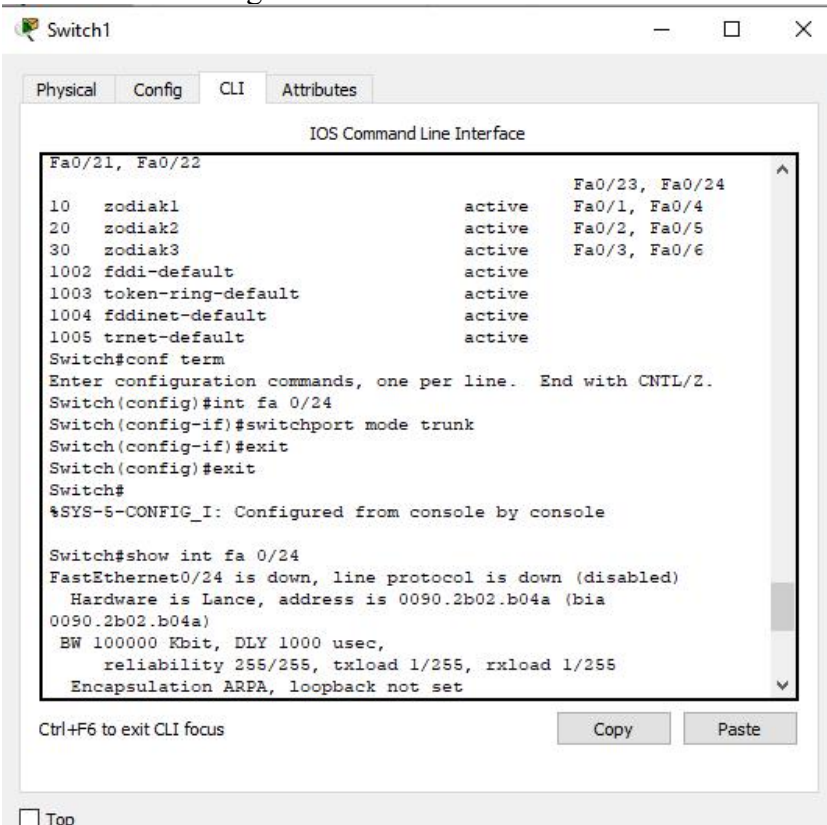 Switch1
Physical Config CLI Attributes
IOS Command Line Interface
Fa0/21, Fa0/22
Fa0/23, Fa0/24
10 zodiak1 active Fa0/1, Fa0/4
20 zodiak2 active Fa0/2, Fa0/5
30 zodiak3 active Fa0/3, Fa0/6
1002 fddi-default active
1003 token-ring-default active
1004 fddinet-default active
1005 trnet-default active
Switch#conf term
Enter configuration commands, one per line. End with CNTL/Z.
Switch(config)#int fa 0/24
Switch(config-if)#switchport mode trunk
Switch(config-if)#exit
Switch(config)#exit
Switch#
%SYS-5-CONFIG_I: Configured from console by console
Switch#show int fa 0/24
FastEthernet0/24 is down, line protocol is down (disabled)
Hardware is Lance, address is 0090.2b02.b04a (bia
0090.2b02.b04a)
BW 100000 Kbit, DLY 1000 usec,
reliability 255/255, txload 1/255, rxload 1/255
Encapsulation ARPA, loopback not set
Ctrl+F6 to exit CLI focus Copy Paste
Top